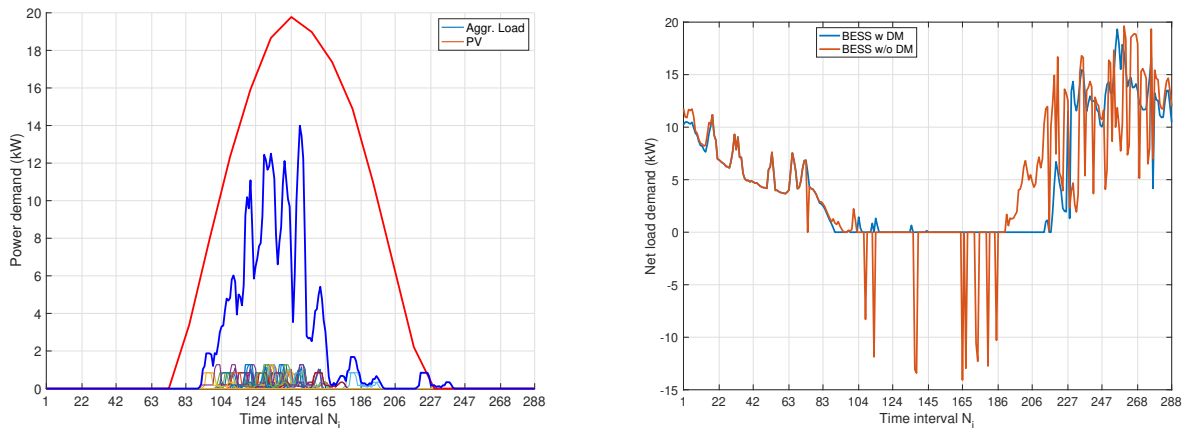 Power demand (kW)
20
18
16
14
12
10
8
6
4
2
0
Aggr. Load
PV
1 22 42 63 83 104 124 145 165 186 206 227 247 268 288
Time interval N_i
Net load demand (kW)
20
15
10
5
0
-5
-10
-15
BESS w DM
BESS w/o DM
1 22 42 63 83 104 124 145 165 186 206 227 247 268 288
Time interval N_i